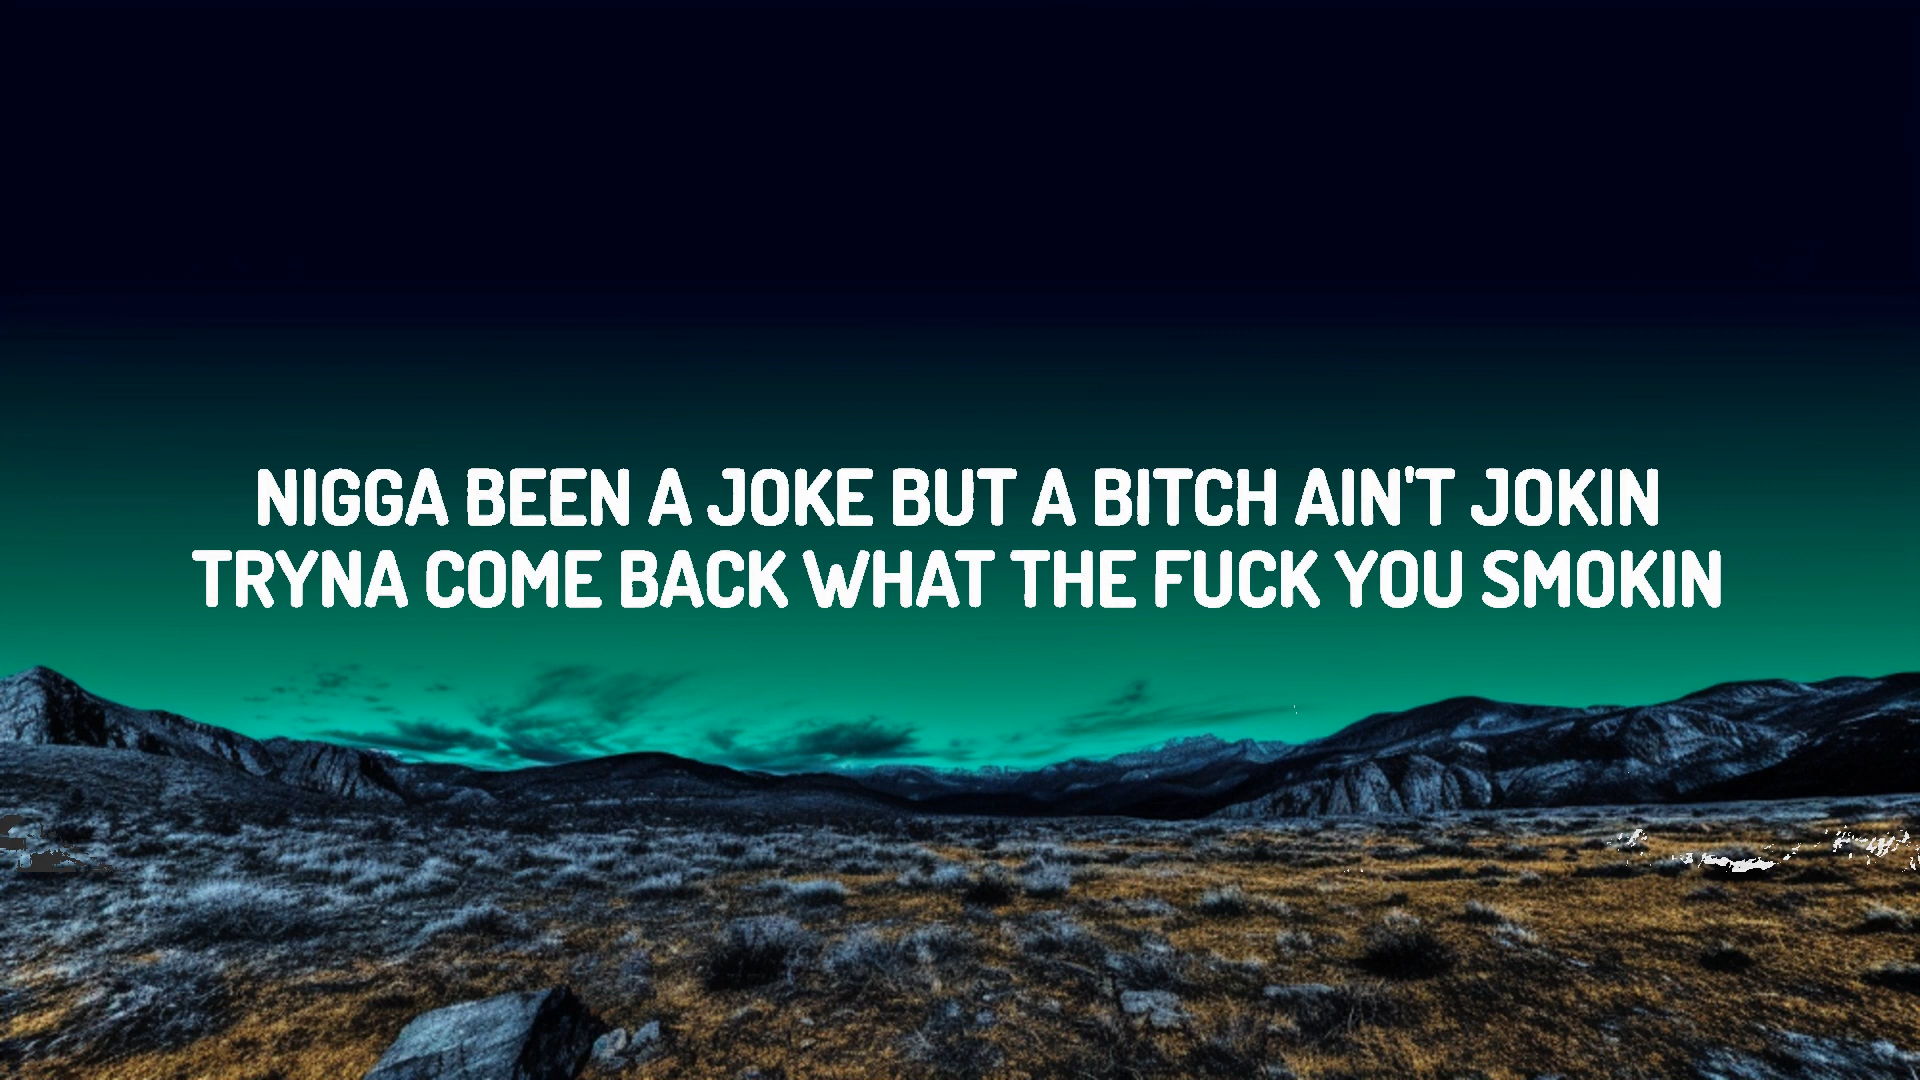 NIGGA BEEN A JOKE BUT A BITCH AIN'T JOKIN
TRYNA COME BACK WHAT THE FUCK YOU SMOKIN